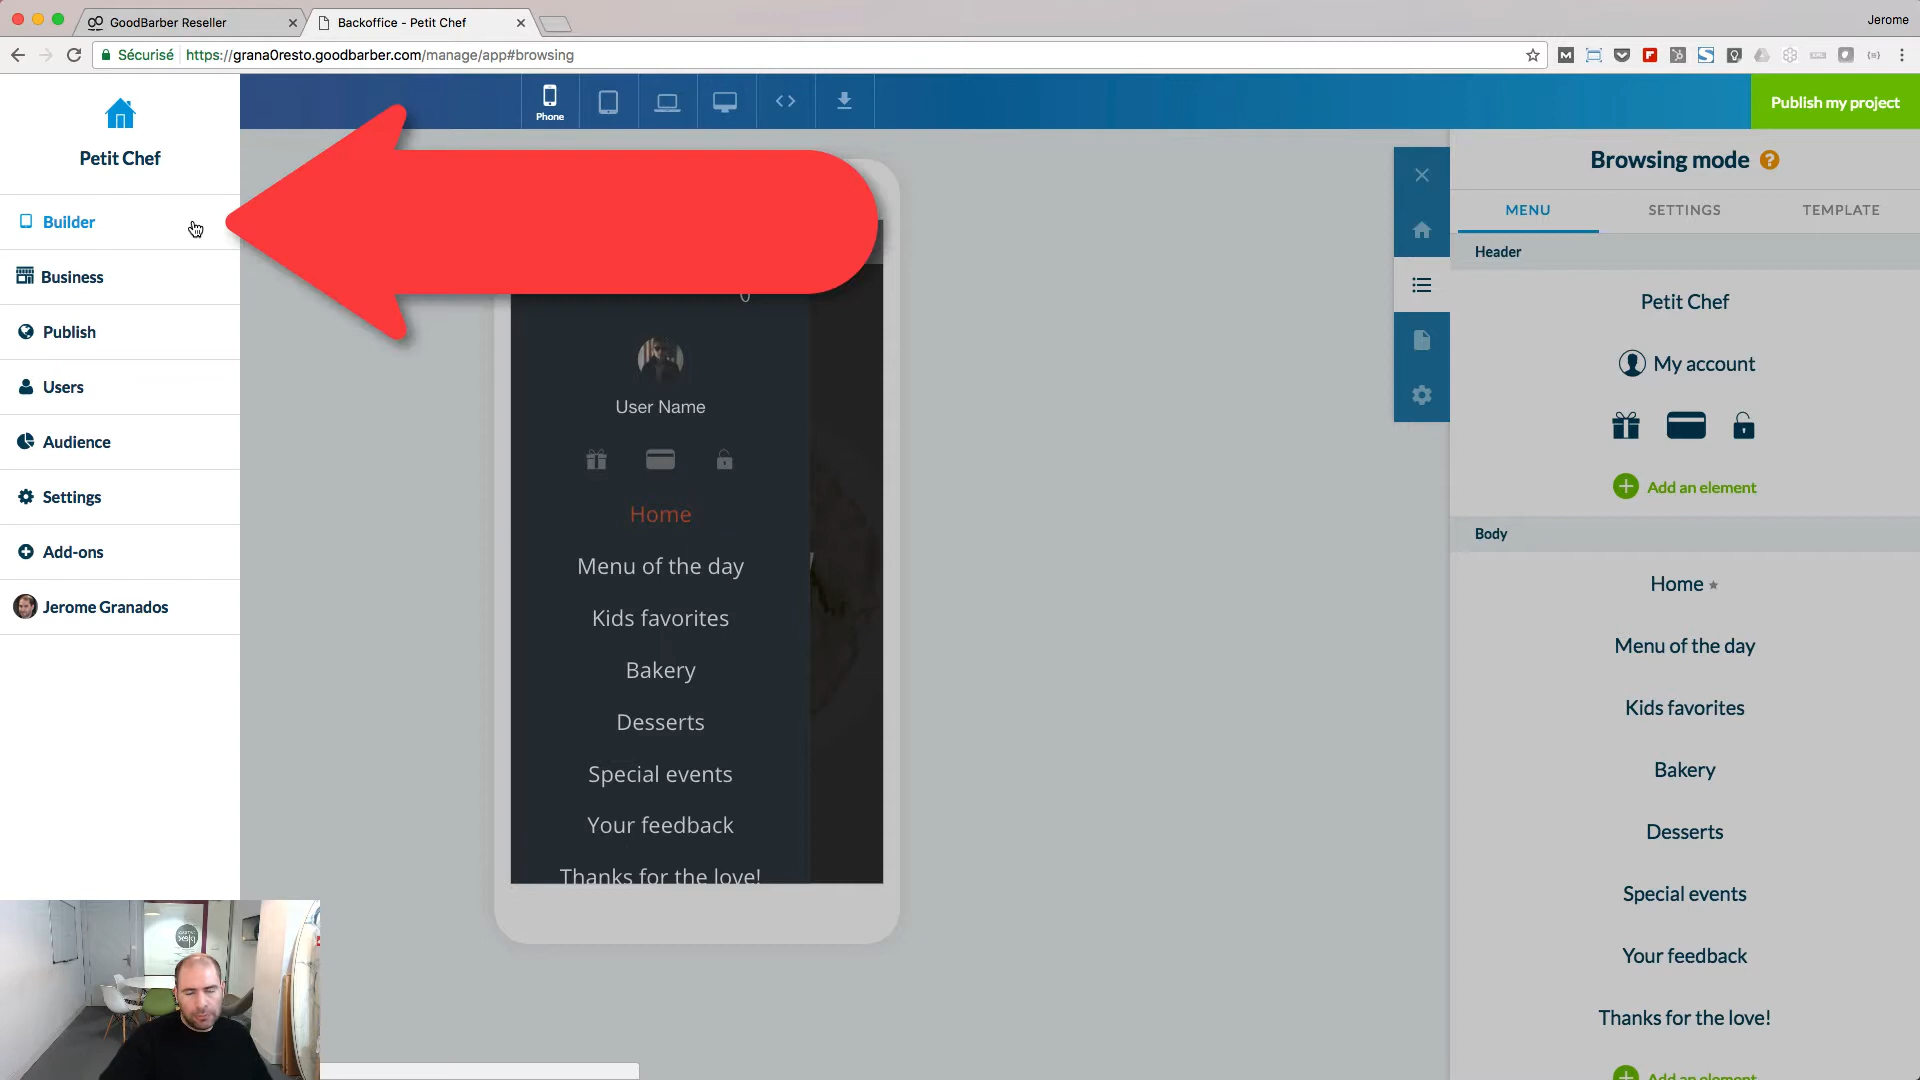 GoodBarber Reseller
Backoffice - Petit Chef
Jerome
Sécurisé
https://grana0resto.goodbarber.com/manage/app#browsing
Petit Chef
Builder
Business
Publish
Users
Audience
Settings
Add-ons
Jerome Granados
Phone
Publish my project
User Name
Home
Menu of the day
Kids favorites
Bakery
Desserts
Special events
Your feedback
Thanks for the love!
Browsing mode ?
MENU SETTINGS TEMPLATE
Header
Petit Chef
My account
Add an element
Body
Home
Menu of the day
Kids favorites
Bakery
Desserts
Special events
Your feedback
Thanks for the love!
Add an element